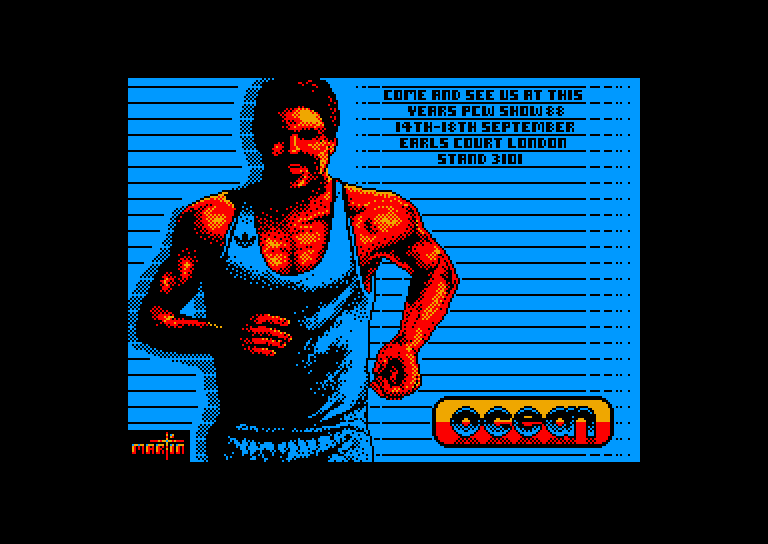 COME AND SEE US AT THIS
YEARS PCW SHOW 88
14TH-18TH SEPTEMBER
EARLS COURT LONDON
STAND 3101
ocean
MARTIN